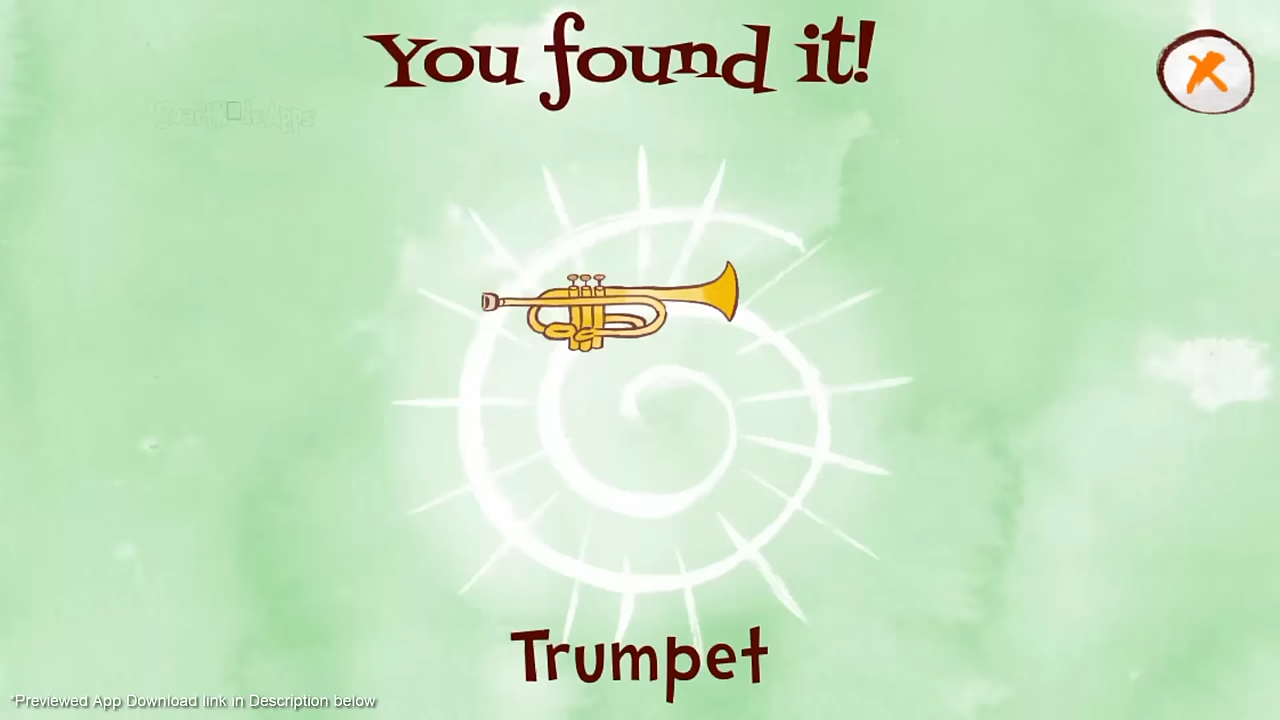 You found it!
Trumpet
*Previewed App Download link in Description below